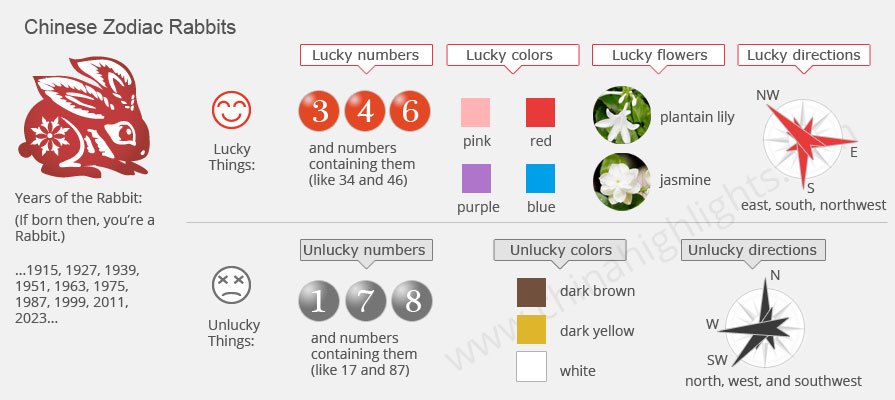 Chinese Zodiac Rabbits
Years of the Rabbit:
(If born then, you're a
Rabbit.)
...1915, 1927, 1939,
1951, 1963, 1975,
1987, 1999, 2011,
2023...
Lucky
Things:
Lucky numbers
3 4 6
and numbers
containing them
(like 34 and 46)
Lucky colors
pink
red
purple
blue
Lucky flowers
plantain lily
jasmine
Lucky directions
NW
E
S
east, south, northwest
Unlucky
Things:
Unlucky numbers
1 7 8
and numbers
containing them
(like 17 and 87)
Unlucky colors
dark brown
dark yellow
white
Unlucky directions
N
W
SW
north, west, and southwest